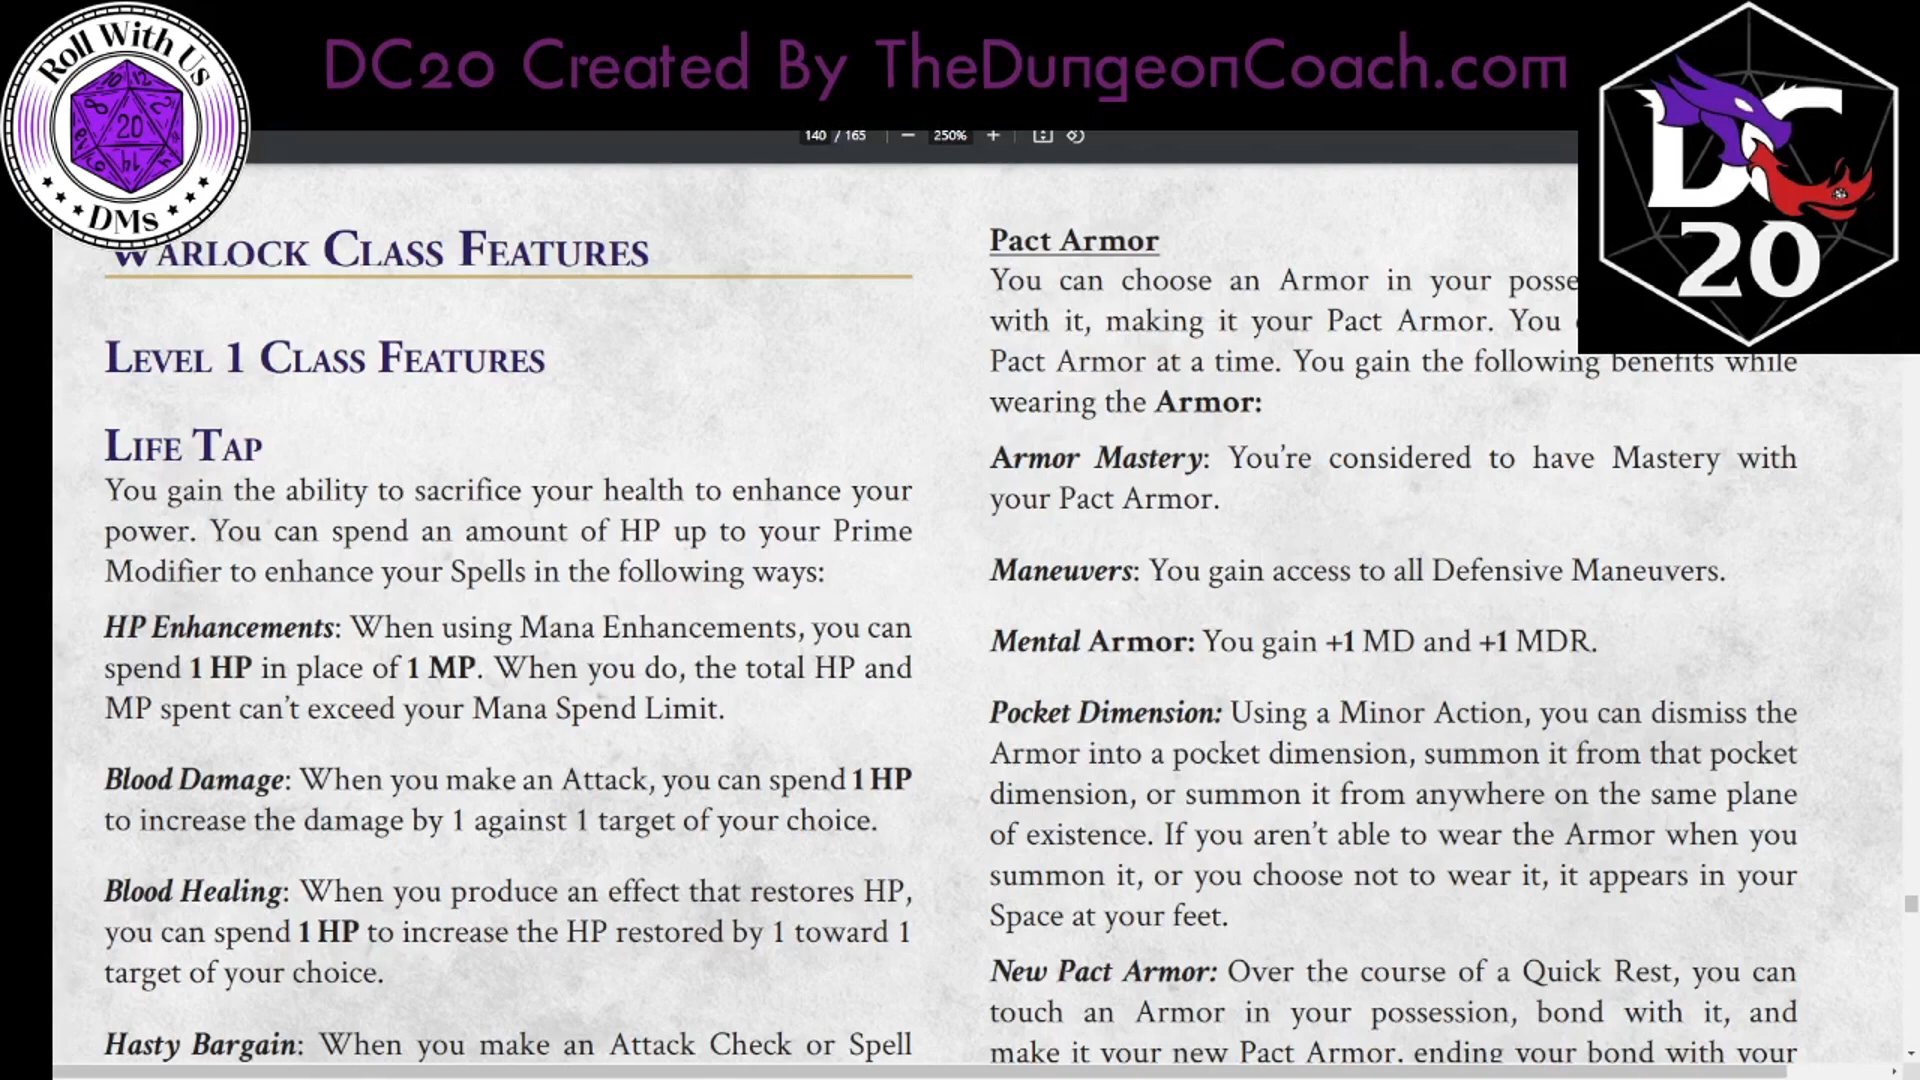 Roll With Us
20
DMs
DC20 Created By TheDungeonCoach.com
DC
20
140 / 165
250%
WARLOCK CLASS FEATURES
LEVEL 1 CLASS FEATURES
LIFE TAP
You gain the ability to sacrifice your health to enhance your
power. You can spend an amount of HP up to your Prime
Modifier to enhance your Spells in the following ways:
HP Enhancements: When using Mana Enhancements, you can
spend 1 HP in place of 1 MP. When you do, the total HP and
MP spent can’t exceed your Mana Spend Limit.
Blood Damage: When you make an Attack, you can spend 1 HP
to increase the damage by 1 against 1 target of your choice.
Blood Healing: When you produce an effect that restores HP,
you can spend 1 HP to increase the HP restored by 1 toward 1
target of your choice.
Hasty Bargain: When you make an Attack Check or Spell
Pact Armor
You can choose an Armor in your
with it, making it your Pact Armor. You
Pact Armor at a time. You gain the following benefits while
wearing the Armor:
Armor Mastery: You’re considered to have Mastery with
your Pact Armor.
Maneuvers: You gain access to all Defensive Maneuvers.
Mental Armor: You gain +1 MD and +1 MDR.
Pocket Dimension: Using a Minor Action, you can dismiss the
Armor into a pocket dimension, summon it from that pocket
dimension, or summon it from anywhere on the same plane
of existence. If you aren’t able to wear the Armor when you
summon it, or you choose not to wear it, it appears in your
Space at your feet.
New Pact Armor: Over the course of a Quick Rest, you can
touch an Armor in your possession, bond with it, and
make it your new Pact Armor, ending your bond with your